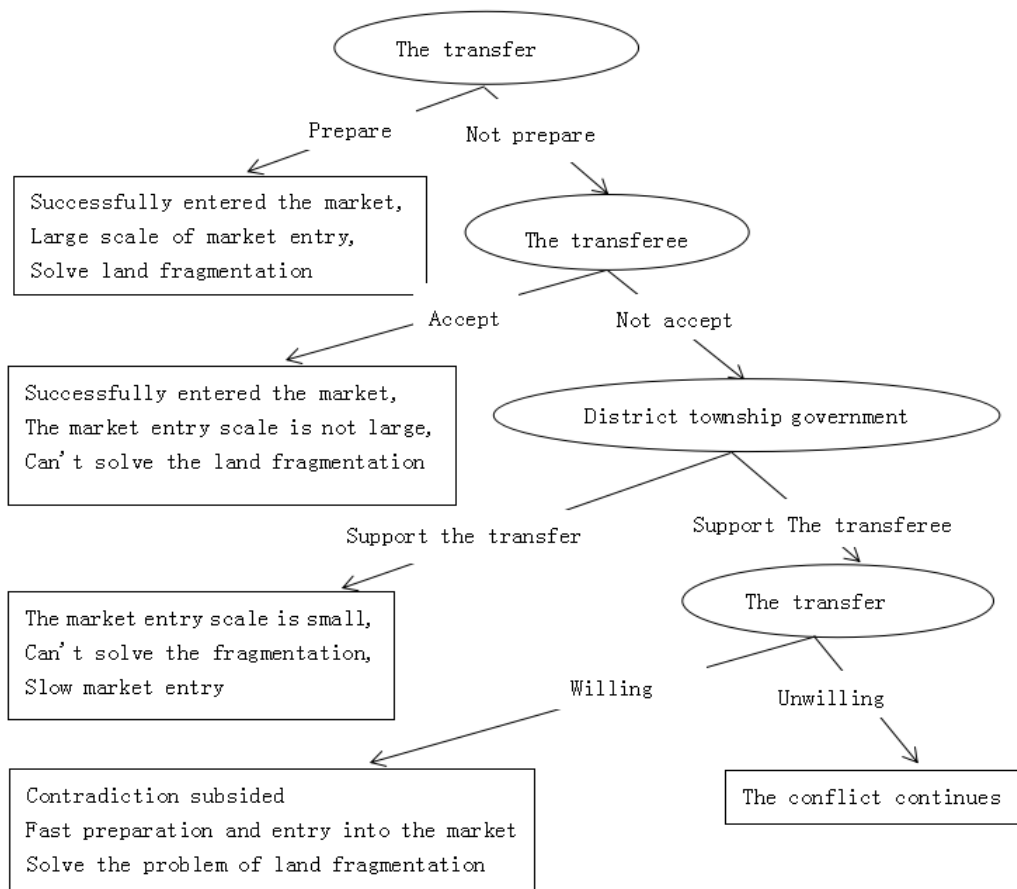 The transfer
Prepare
Not prepare
Successfully entered the market,
Large scale of market entry,
Solve land fragmentation
The transferee
Accept
Not accept
Successfully entered the market,
The market entry scale is not large,
Can't solve the land fragmentation
District township government
Support the transfer
Support The transferee
The market entry scale is small,
Can't solve the fragmentation,
Slow market entry
The transfer
Willing
Unwilling
Contradiction subsided
Fast preparation and entry into the market
Solve the problem of land fragmentation
The conflict continues